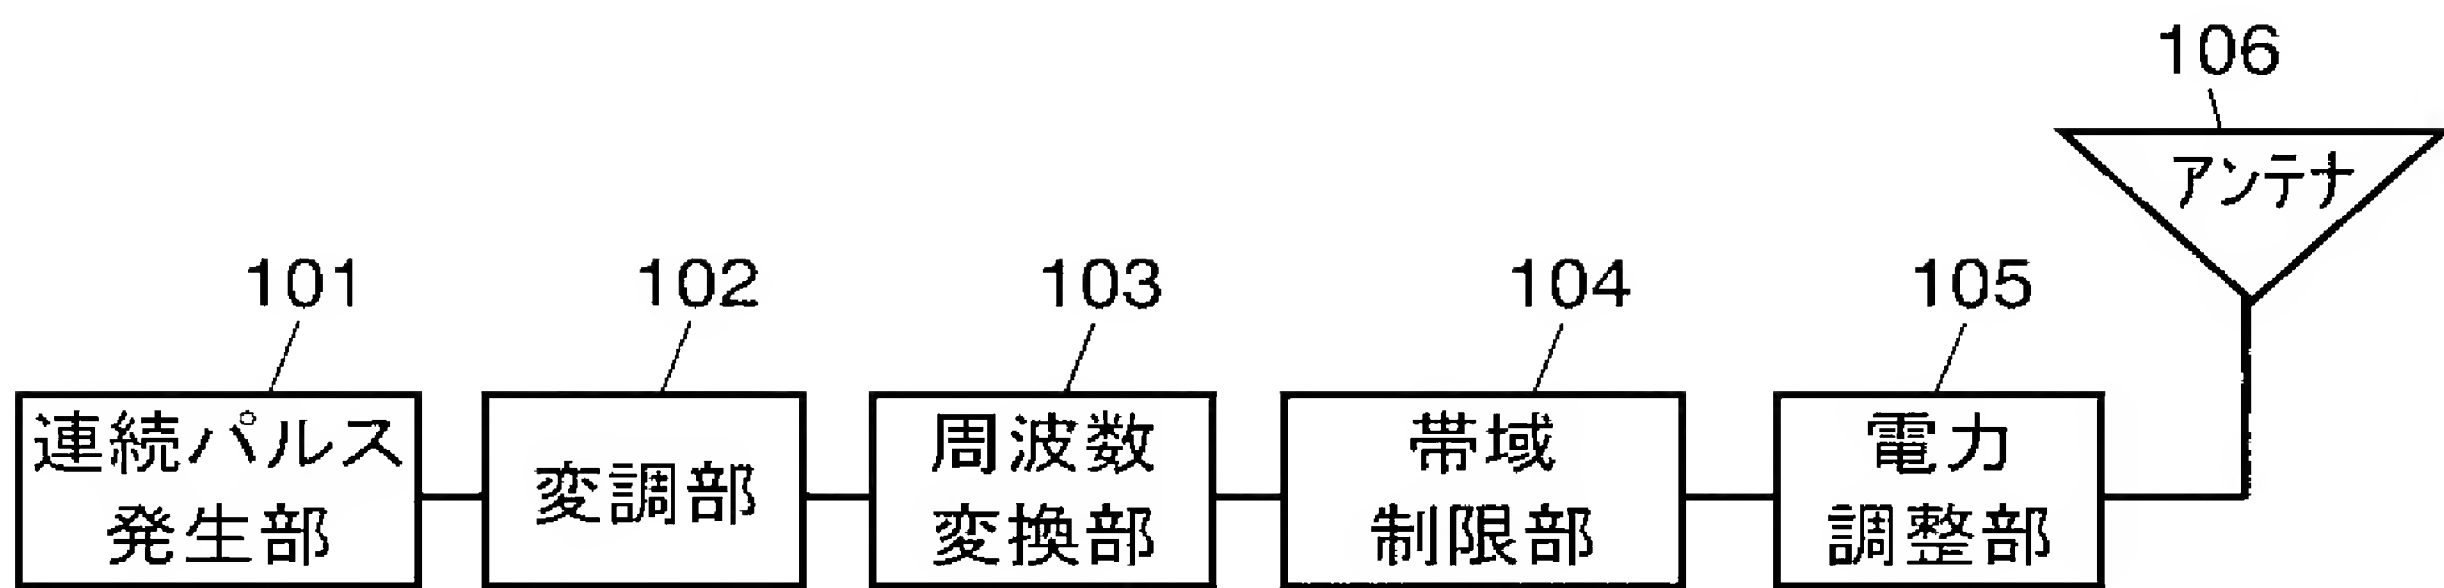 106
アンテナ
101
102
103
104
105
連続パルス
発生部
変調部
周波数
変換部
帯域
制限部
電力
調整部